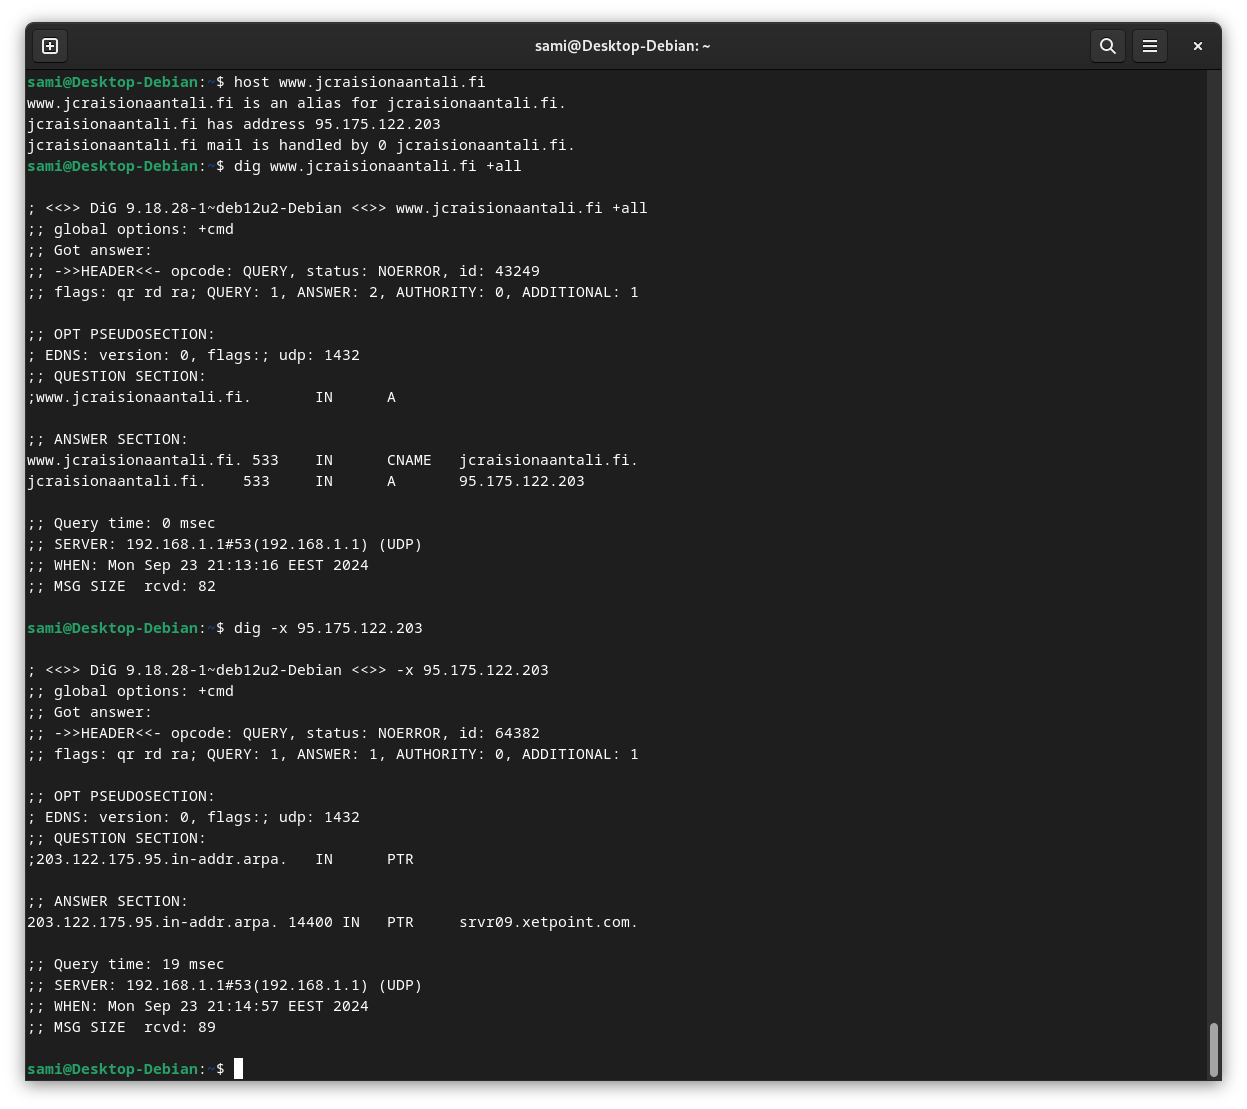 sami@Desktop-Debian: ~
sami@Desktop-Debian:~$ host www.jcraisionaantali.fi
www.jcraisionaantali.fi is an alias for jcraisionaantali.fi.
jcraisionaantali.fi has address 95.175.122.203
jcraisionaantali.fi mail is handled by 0 jcraisionaantali.fi.
sami@Desktop-Debian:~$ dig www.jcraisionaantali.fi +all

; <<>> DiG 9.18.28-1~deb12u2-Debian <<>> www.jcraisionaantali.fi +all
;; global options: +cmd
;; Got answer:
;; ->>HEADER<<- opcode: QUERY, status: NOERROR, id: 43249
;; flags: qr rd ra; QUERY: 1, ANSWER: 2, AUTHORITY: 0, ADDITIONAL: 1

;; OPT PSEUDOSECTION:
; EDNS: version: 0, flags:; udp: 1432
;; QUESTION SECTION:
;www.jcraisionaantali.fi.       IN      A

;; ANSWER SECTION:
www.jcraisionaantali.fi. 533    IN      CNAME   jcraisionaantali.fi.
jcraisionaantali.fi.    533     IN      A       95.175.122.203

;; Query time: 0 msec
;; SERVER: 192.168.1.1#53(192.168.1.1) (UDP)
;; WHEN: Mon Sep 23 21:13:16 EEST 2024
;; MSG SIZE  rcvd: 82

sami@Desktop-Debian:~$ dig -x 95.175.122.203

; <<>> DiG 9.18.28-1~deb12u2-Debian <<>> -x 95.175.122.203
;; global options: +cmd
;; Got answer:
;; ->>HEADER<<- opcode: QUERY, status: NOERROR, id: 64382
;; flags: qr rd ra; QUERY: 1, ANSWER: 1, AUTHORITY: 0, ADDITIONAL: 1

;; OPT PSEUDOSECTION:
; EDNS: version: 0, flags:; udp: 1432
;; QUESTION SECTION:
;203.122.175.95.in-addr.arpa.   IN      PTR

;; ANSWER SECTION:
203.122.175.95.in-addr.arpa. 14400 IN   PTR     srvr09.xetpoint.com.

;; Query time: 19 msec
;; SERVER: 192.168.1.1#53(192.168.1.1) (UDP)
;; WHEN: Mon Sep 23 21:14:57 EEST 2024
;; MSG SIZE  rcvd: 89

sami@Desktop-Debian:~$